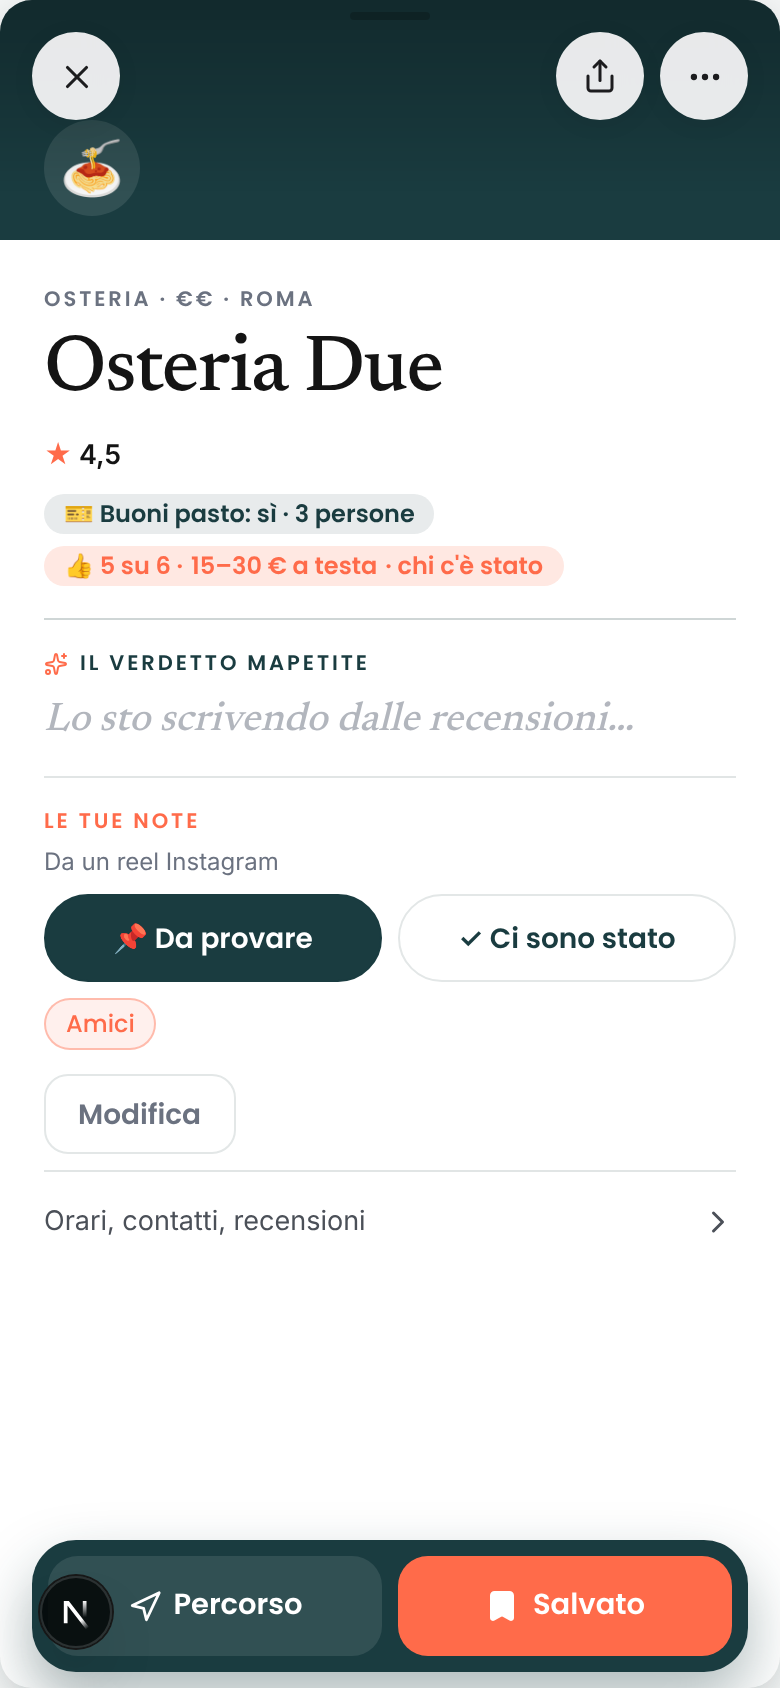 OSTERIA · €€ · ROMA
Osteria Due
★ 4,5
🎫 Buoni pasto: sì · 3 persone
👍 5 su 6 · 15–30 € a testa · chi c'è stato
IL VERDETTO MAPETITE
Lo sto scrivendo dalle recensioni...
LE TUE NOTE
Da un reel Instagram
📌 Da provare
✓ Ci sono stato
Amici
Modifica
Orari, contatti, recensioni
N
Percorso
Salvato